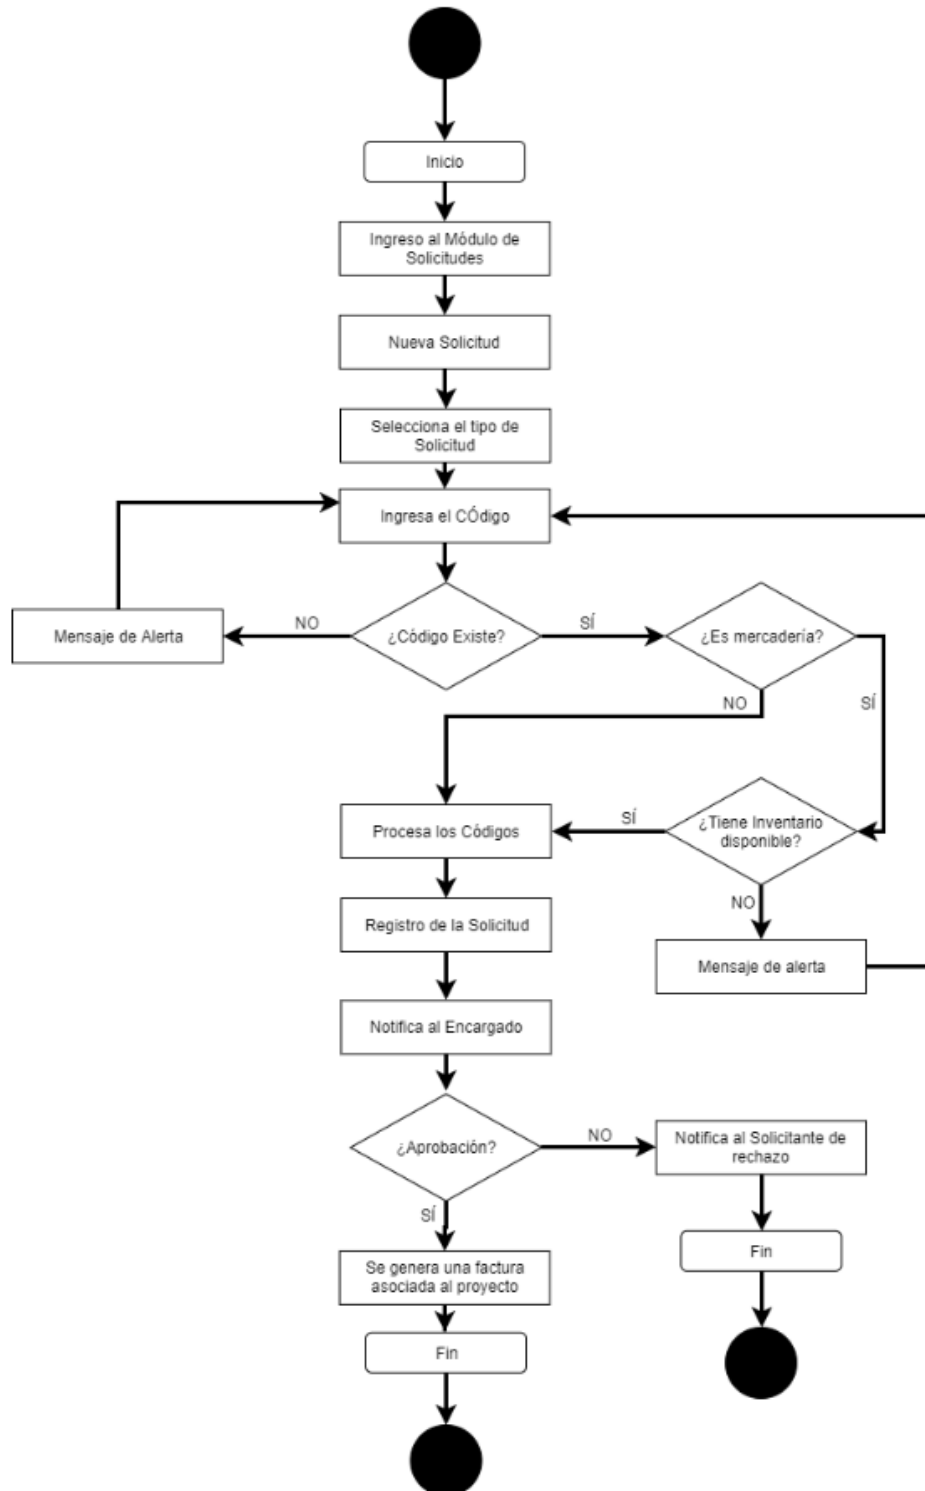 Inicio
Ingreso al Módulo de
Solicitudes
Nueva Solicitud
Selecciona el tipo de
Solicitud
Ingresa el CÓdigo
Mensaje de Alerta
NO
¿Código Existe?
SÍ
¿Es mercadería?
NO
SÍ
Procesa los Códigos
SÍ
¿Tiene Inventario
disponible?
NO
Registro de la Solicitud
Mensaje de alerta
Notifica al Encargado
¿Aprobación?
NO
Notifica al Solicitante de
rechazo
SÍ
Se genera una factura
asociada al proyecto
Fin
Fin